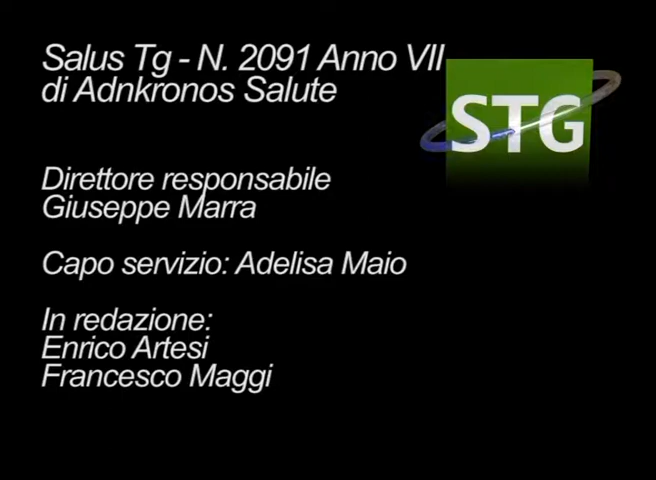 Salus Tg - N. 2091 Anno VII
di Adnkronos Salute
STG
Direttore responsabile
Giuseppe Marra
Capo servizio: Adelisa Maio
In redazione:
Enrico Artesi
Francesco Maggi